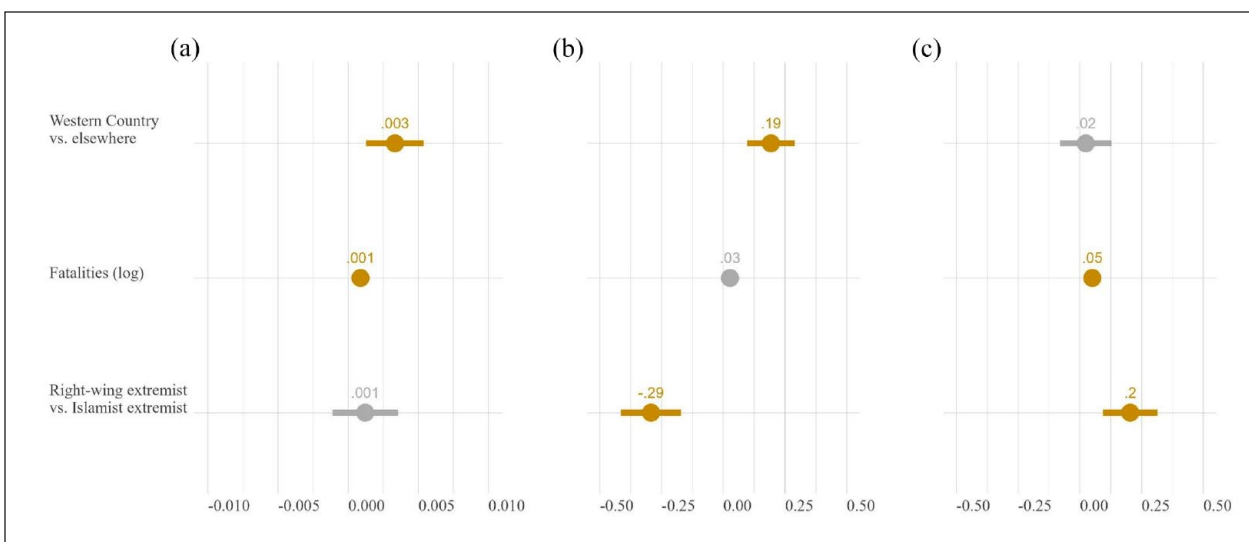 (a) (b) (c)
Western Country
vs. elsewhere
.003 .19 .02
Fatalities (log)
.001 .03 .05
Right-wing extremist
vs. Islamist extremist
.001 -.29 .2
-0.010 -0.005 0.000 0.005 0.010 -0.50 -0.25 0.00 0.25 0.50 -0.50 -0.25 0.00 0.25 0.50